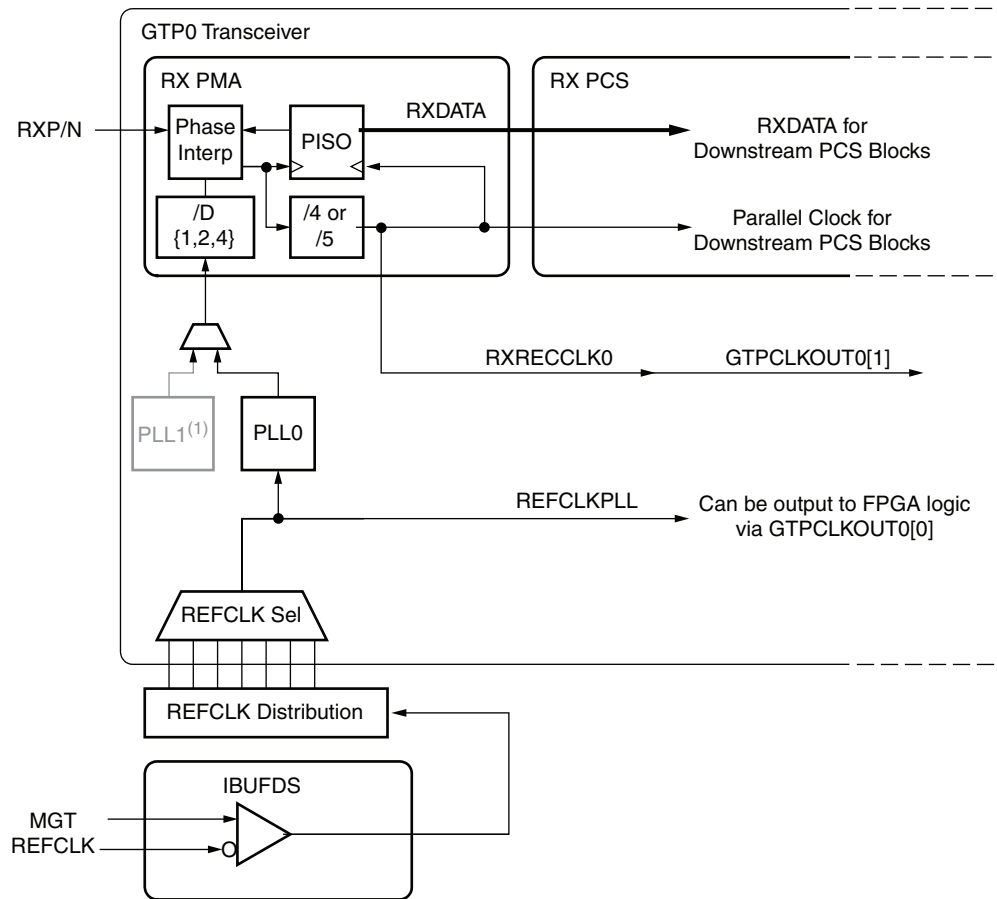 GTP0 Transceiver
RX PMA
RX PCS
RXP/N
Phase
Interp
PISO
RXDATA
RXDATA for
Downstream PCS Blocks
/D
{1,2,4}
/4 or
/5
Parallel Clock for
Downstream PCS Blocks
RXRECCLK0
GTPCLKOUT0[1]
PLL1(1)
PLL0
REFCLKPLL
Can be output to FPGA logic
via GTPCLKOUT0[0]
REFCLK Sel
REFCLK Distribution
IBUFDS
MGT
REFCLK